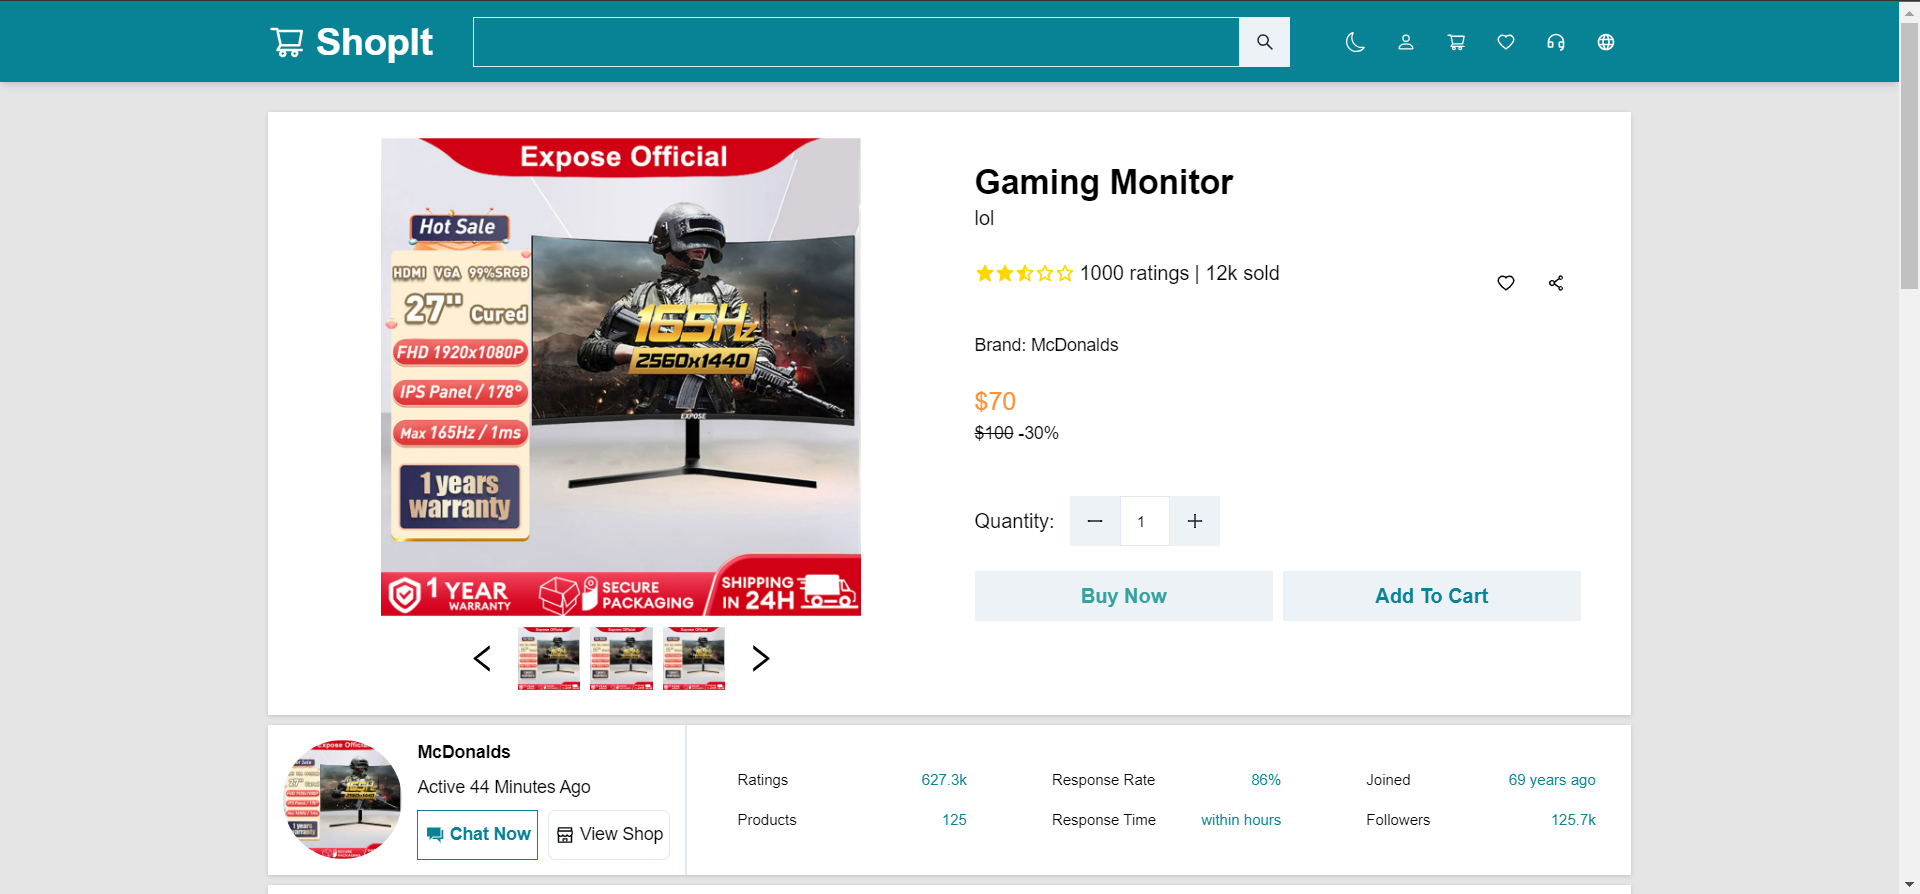 ShopIt
Expose Official
Hot Sale
HDMI VGA 99%SRGB
27" Cured
FHD 1920x1080P
IPS Panel / 178°
Max 165Hz / 1ms
1 years
warranty
165Hz
2560x1440
EXPOSE
1 YEAR
WARRANTY
SECURE
PACKAGING
SHIPPING
IN 24H
Gaming Monitor
lol
1000 ratings | 12k sold
Brand: McDonalds
$70
$100 -30%
Quantity: 1
Buy Now
Add To Cart
McDonalds
Active 44 Minutes Ago
Chat Now
View Shop
Ratings 627.3k
Response Rate 86%
Joined 69 years ago
Products 125
Response Time within hours
Followers 125.7k